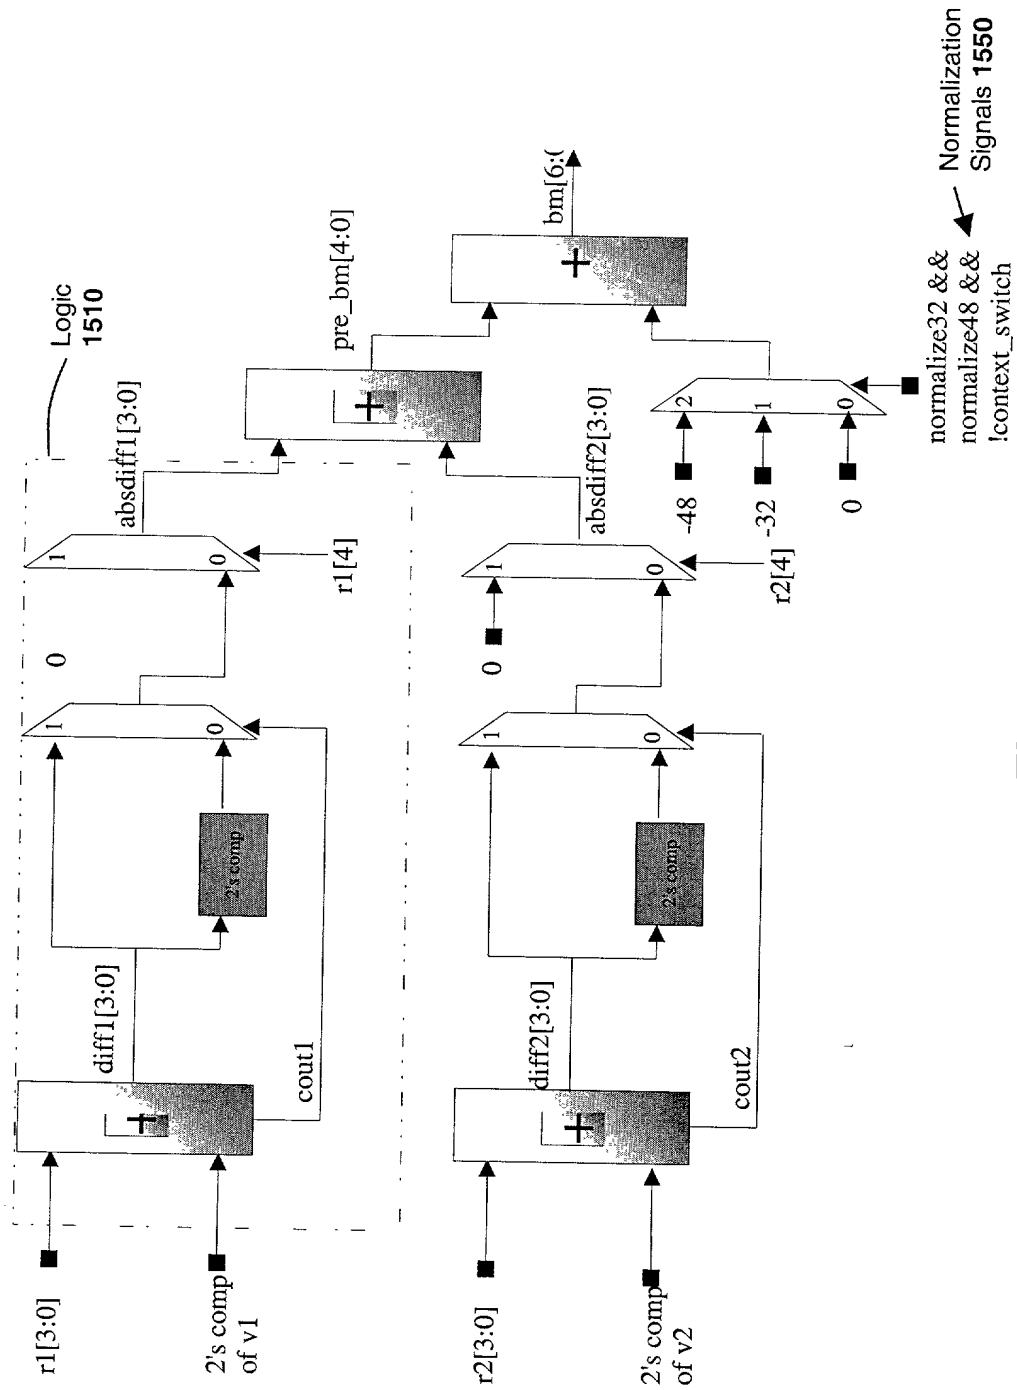 r1[3:0]
2's comp
of v1
+
diff1[3:0]
cout1
2's comp
1
0
0
1
0
r1[4]
absdiff1[3:0]
Logic
1510
r2[3:0]
2's comp
of v2
+
diff2[3:0]
cout2
2's comp
1
0
0
1
0
r2[4]
absdiff2[3:0]
+
pre_bm[4:0]
-48
-32
0
2
1
0
normalize32 &&
normalize48 &&
!context_switch
Normalization
Signals 1550
+
bm[6:(